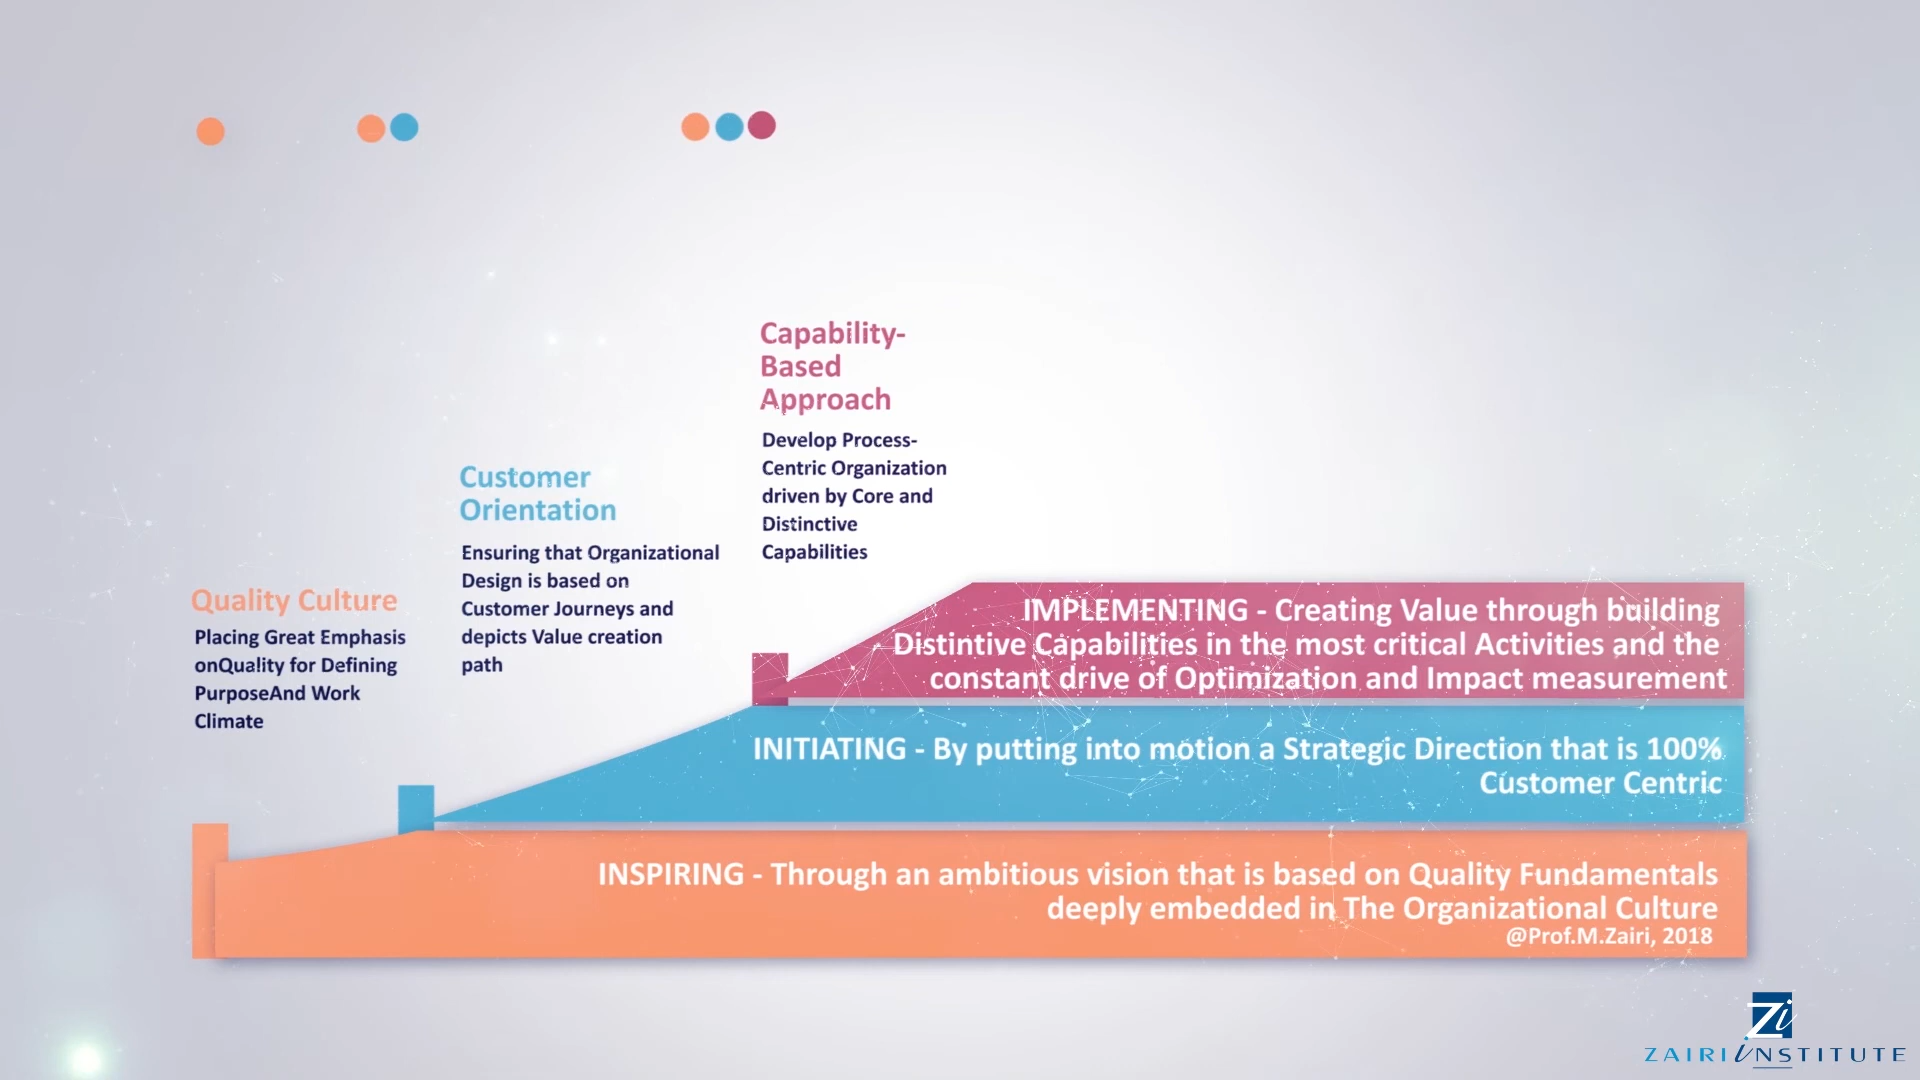 Capability-
Based
Approach
Develop Process-
Centric Organization
driven by Core and
Distinctive
Capabilities
Customer
Orientation
Ensuring that Organizational
Design is based on
Customer Journeys and
depicts Value creation
path
Quality Culture
Placing Great Emphasis
onQuality for Defining
PurposeAnd Work
Climate
IMPLEMENTING - Creating Value through building
Distintive Capabilities in the most critical Activities and the
constant drive of Optimization and Impact measurement
INITIATING - By putting into motion a Strategic Direction that is 100%
Customer Centric
INSPIRING - Through an ambitious vision that is based on Quality Fundamentals
deeply embedded in The Organizational Culture
@Prof.M.Zairi, 2018
Zi
ZAIRI iNSTITUTE